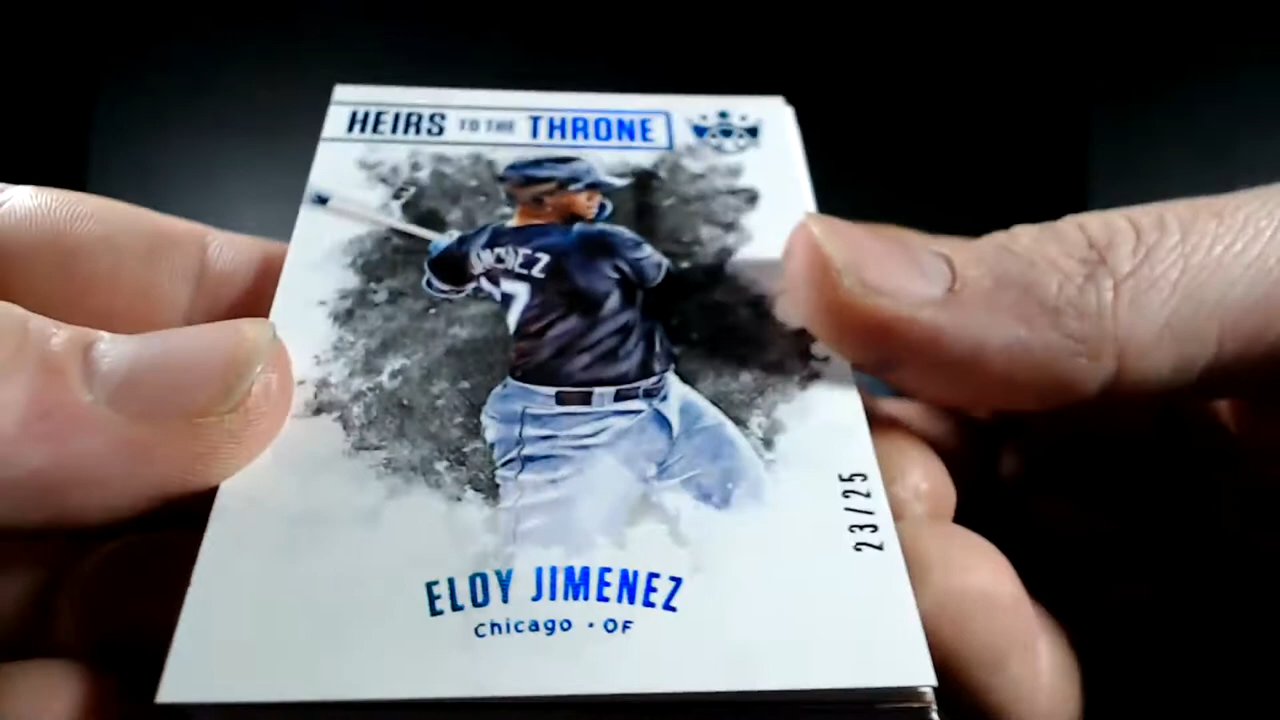 HEIRS TO THE THRONE
23/25
ELOY JIMENEZ
Chicago · OF